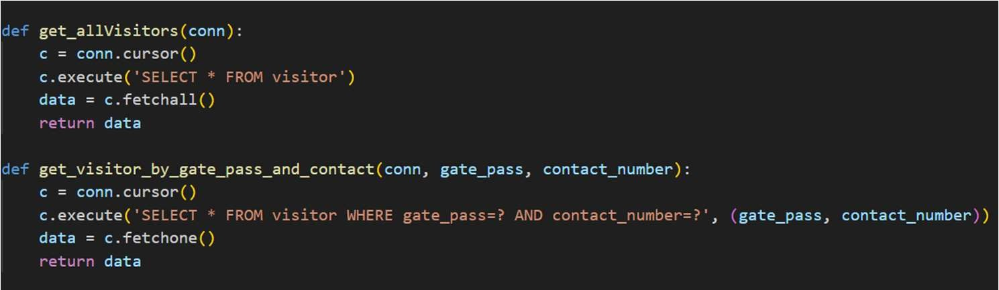 def get_allVisitors(conn):
    c = conn.cursor()
    c.execute('SELECT * FROM visitor')
    data = c.fetchall()
    return data
def get_visitor_by_gate_pass_and_contact(conn, gate_pass, contact_number):
    c = conn.cursor()
    c.execute('SELECT * FROM visitor WHERE gate_pass=? AND contact_number=?', (gate_pass, contact_number))
    data = c.fetchone()
    return data